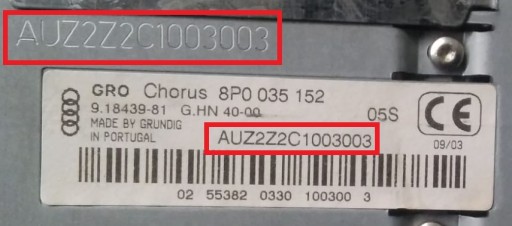 AUZ2Z2C1003003
GRO Chorus 8P0 035 152
9.18439-81 G.HN 40-00 05S
MADE BY GRUNDIG
IN PORTUGAL AUZ2Z2C1003003
CE
09/03
02 55382 0330 100300 3